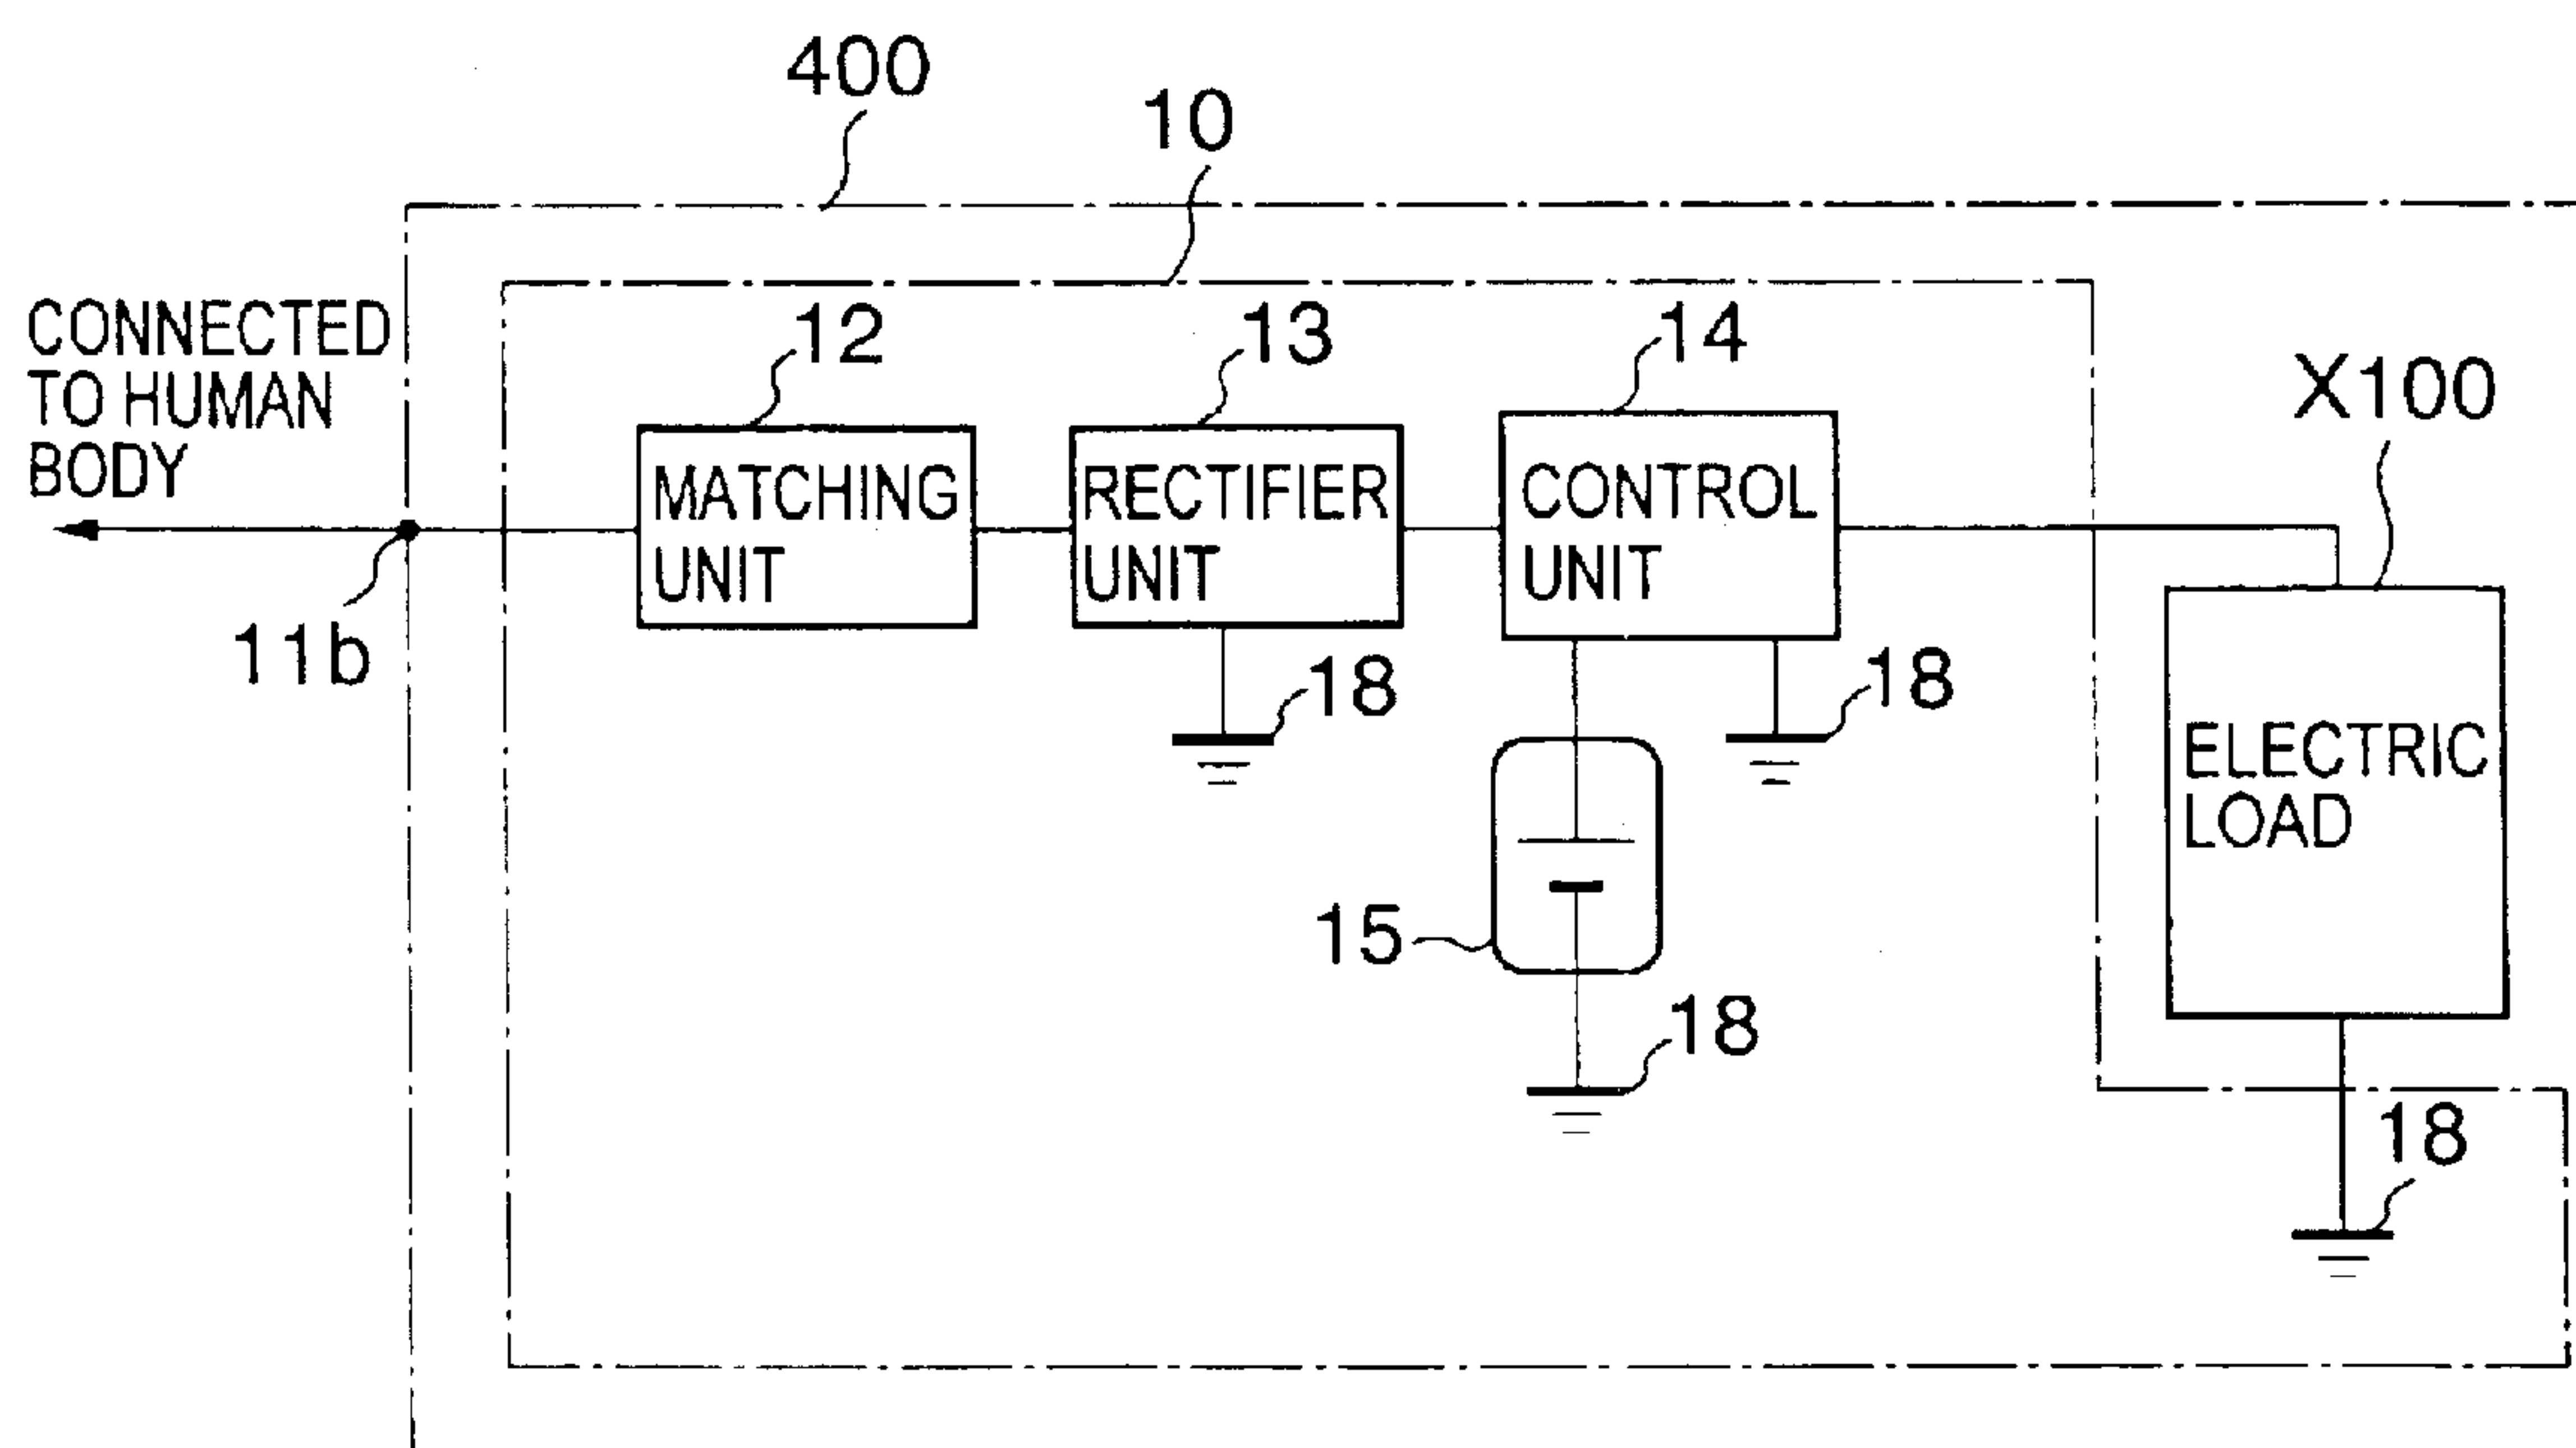 400
10
CONNECTED
TO HUMAN
BODY
12
13
14
X100
MATCHING
UNIT
RECTIFIER
UNIT
CONTROL
UNIT
11b
18
18
ELECTRIC
LOAD
15
18
18